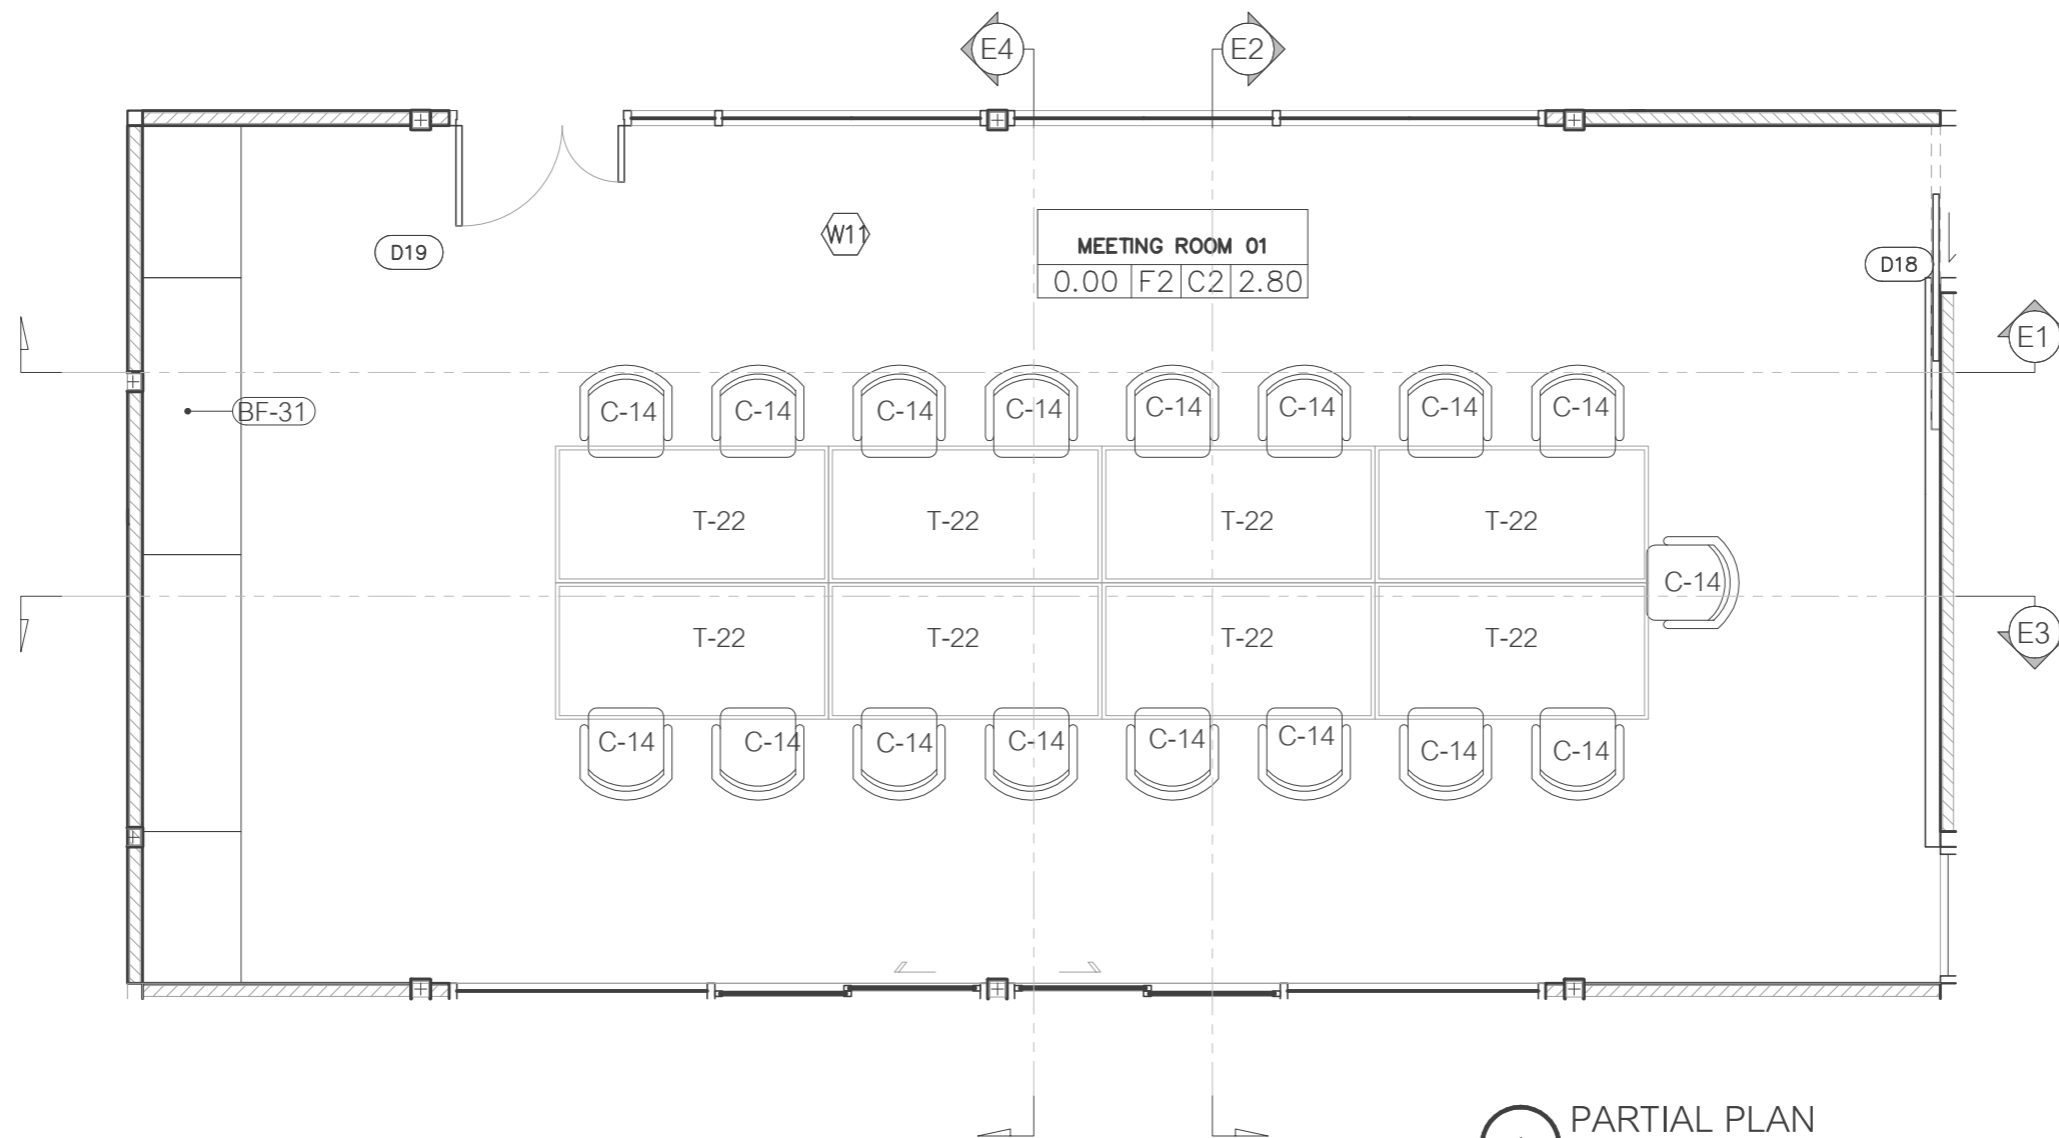 E4 E2
W11
MEETING ROOM 01
D19
D18
0.00 F2 C2 2.80
E1
BF-31
C-14 C-14 C-14 C-14 C-14 C-14 C-14 C-14
T-22 T-22 T-22 T-22
C-14
T-22 T-22 T-22 T-22
E3
C-14 C-14 C-14 C-14 C-14 C-14 C-14 C-14
PARTIAL PLAN